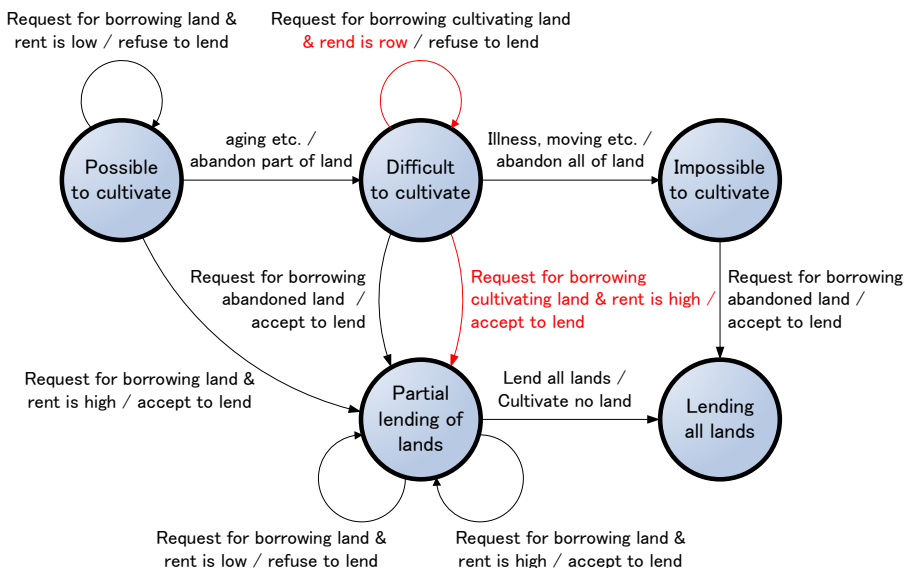 Request for borrowing land &
rent is low / refuse to lend
Request for borrowing cultivating land
& rend is row / refuse to lend
Possible
to cultivate
aging etc. /
abandon part of land
Difficult
to cultivate
Illness, moving etc. /
abandon all of land
Impossible
to cultivate
Request for borrowing
abandoned land /
accept to lend
Request for borrowing
cultivating land & rent is high /
accept to lend
Request for borrowing
abandoned land /
accept to lend
Request for borrowing land &
rent is high / accept to lend
Partial
lending of
lands
Lend all lands /
Cultivate no land
Lending
all lands
Request for borrowing land &
rent is low / refuse to lend
Request for borrowing land &
rent is high / accept to lend